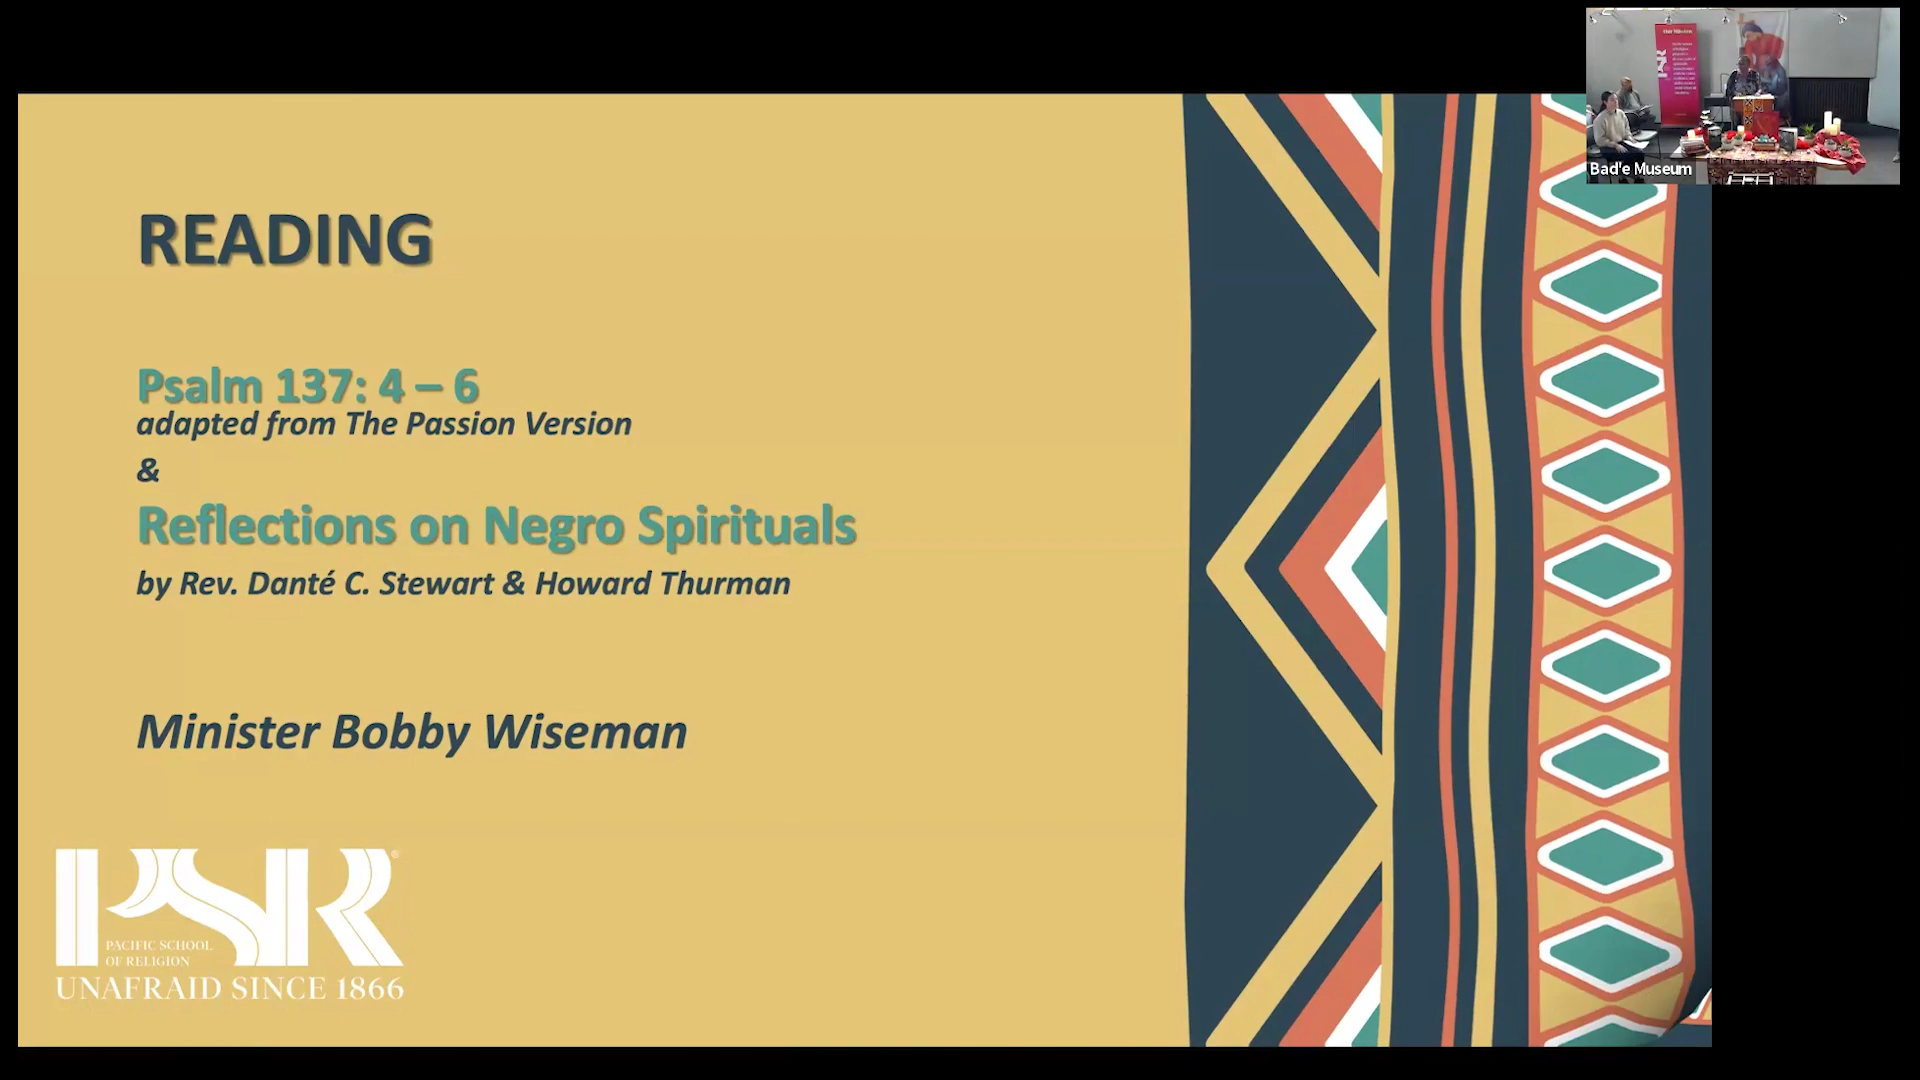 READING
Psalm 137: 4 – 6
adapted from The Passion Version
&
Reflections on Negro Spirituals
by Rev. Danté C. Stewart & Howard Thurman
Minister Bobby Wiseman
PSR®
PACIFIC SCHOOL
OF RELIGION
UNAFRAID SINCE 1866
PSR
Bad'e Museum